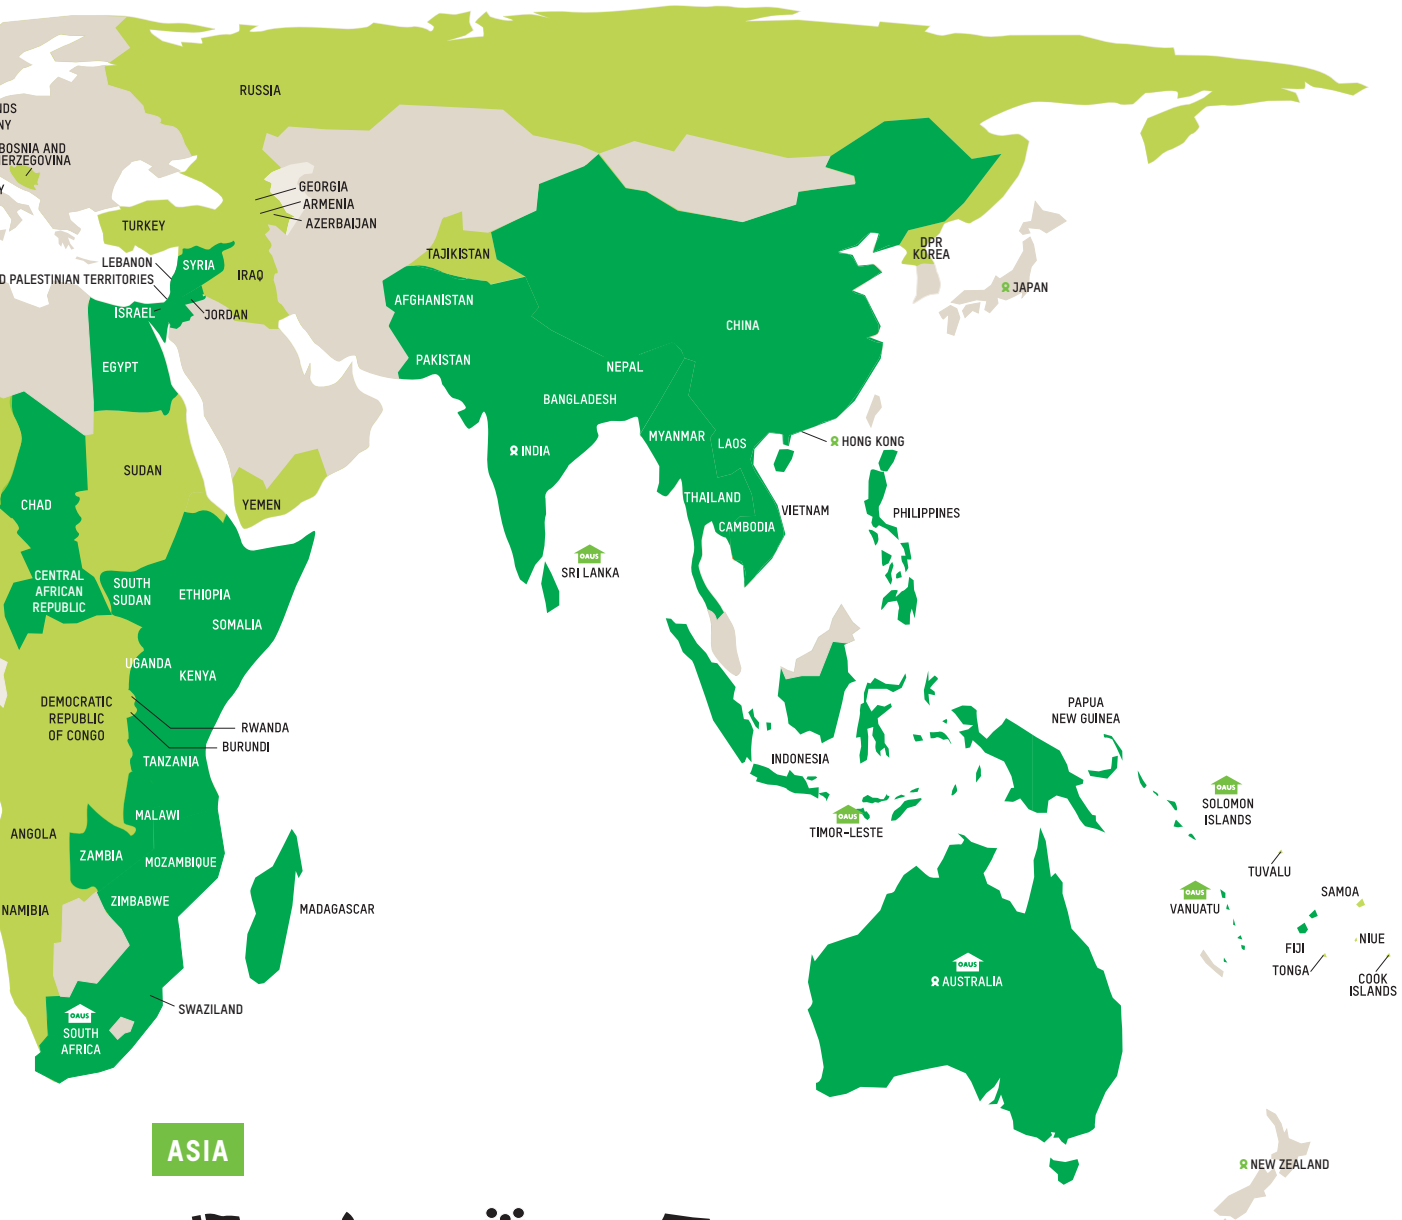 RUSSIA
NDS
NY
BOSNIA AND
HERZEGOVINA
Y
GEORGIA
ARMENIA
AZERBAIJAN
TURKEY
LEBANON
D PALESTINIAN TERRITORIES
SYRIA
IRAQ
ISRAEL
JORDAN
TAJIKISTAN
AFGHANISTAN
PAKISTAN
DPR
KOREA
JAPAN
CHINA
EGYPT
NEPAL
BANGLADESH
INDIA
MYANMAR
LAOS
HONG KONG
SUDAN
CHAD
YEMEN
THAILAND
VIETNAM
CAMBODIA
PHILIPPINES
OAUS
SRI LANKA
CENTRAL
AFRICAN
REPUBLIC
SOUTH
SUDAN
ETHIOPIA
SOMALIA
UGANDA
KENYA
DEMOCRATIC
REPUBLIC
OF CONGO
RWANDA
BURUNDI
TANZANIA
INDONESIA
PAPUA
NEW GUINEA
OAUS
SOLOMON
ISLANDS
OAUS
TIMOR-LESTE
ANGOLA
MALAWI
ZAMBIA
MOZAMBIQUE
ZIMBABWE
NAMIBIA
MADAGASCAR
TUVALU
OAUS
VANUATU
SAMOA
FIJI
NIUE
TONGA
COOK
ISLANDS
OAUS
AUSTRALIA
SWAZILAND
OAUS
SOUTH
AFRICA
ASIA
NEW ZEALAND